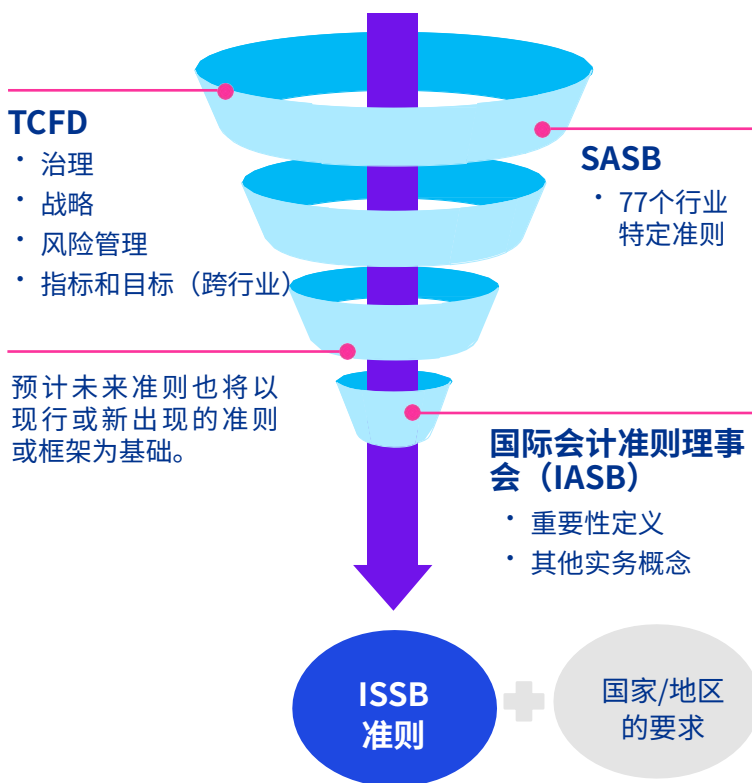 TCFD
• 治理
• 战略
• 风险管理
• 指标和目标（跨行业）
SASB
• 77个行业
特定准则
预计未来准则也将以
现行或新出现的准则
或框架为基础。
国际会计准则理事
会（IASB）
• 重要性定义
• 其他实务概念
ISSB
准则
国家/地区
的要求